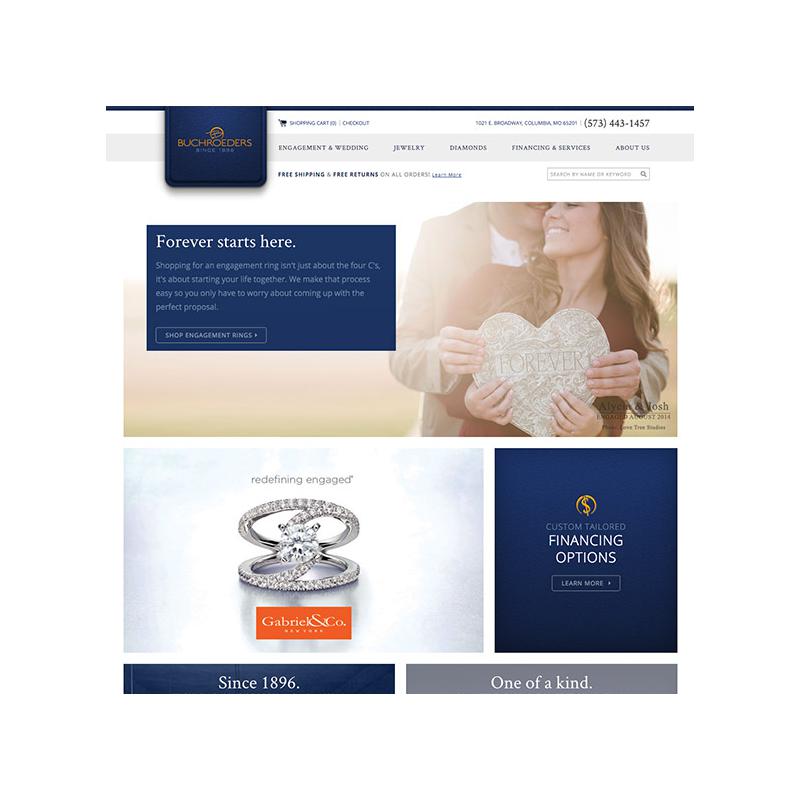 SHOPPING CART (0) | CHECKOUT
1021 E. BROADWAY, COLUMBIA, MO 65201 | (573) 443-1457
BUCHROEDERS
SINCE 1896
ENGAGEMENT & WEDDING JEWELRY DIAMONDS FINANCING & SERVICES ABOUT US
FREE SHIPPING & FREE RETURNS ON ALL ORDERS! Learn More
SEARCH BY NAME OR KEYWORD
Forever starts here.
Shopping for an engagement ring isn't just about the four C's,
it's about starting your life together. We make that process
easy so you only have to worry about coming up with the
perfect proposal.
SHOP ENGAGEMENT RINGS
FOREVER
Alycia & Josh
ENGAGED AUGUST 2014
Photo: Love Tree Studios
redefining engaged
Gabriel&Co.
NEW YORK
CUSTOM TAILORED
FINANCING
OPTIONS
LEARN MORE
Since 1896.
One of a kind.